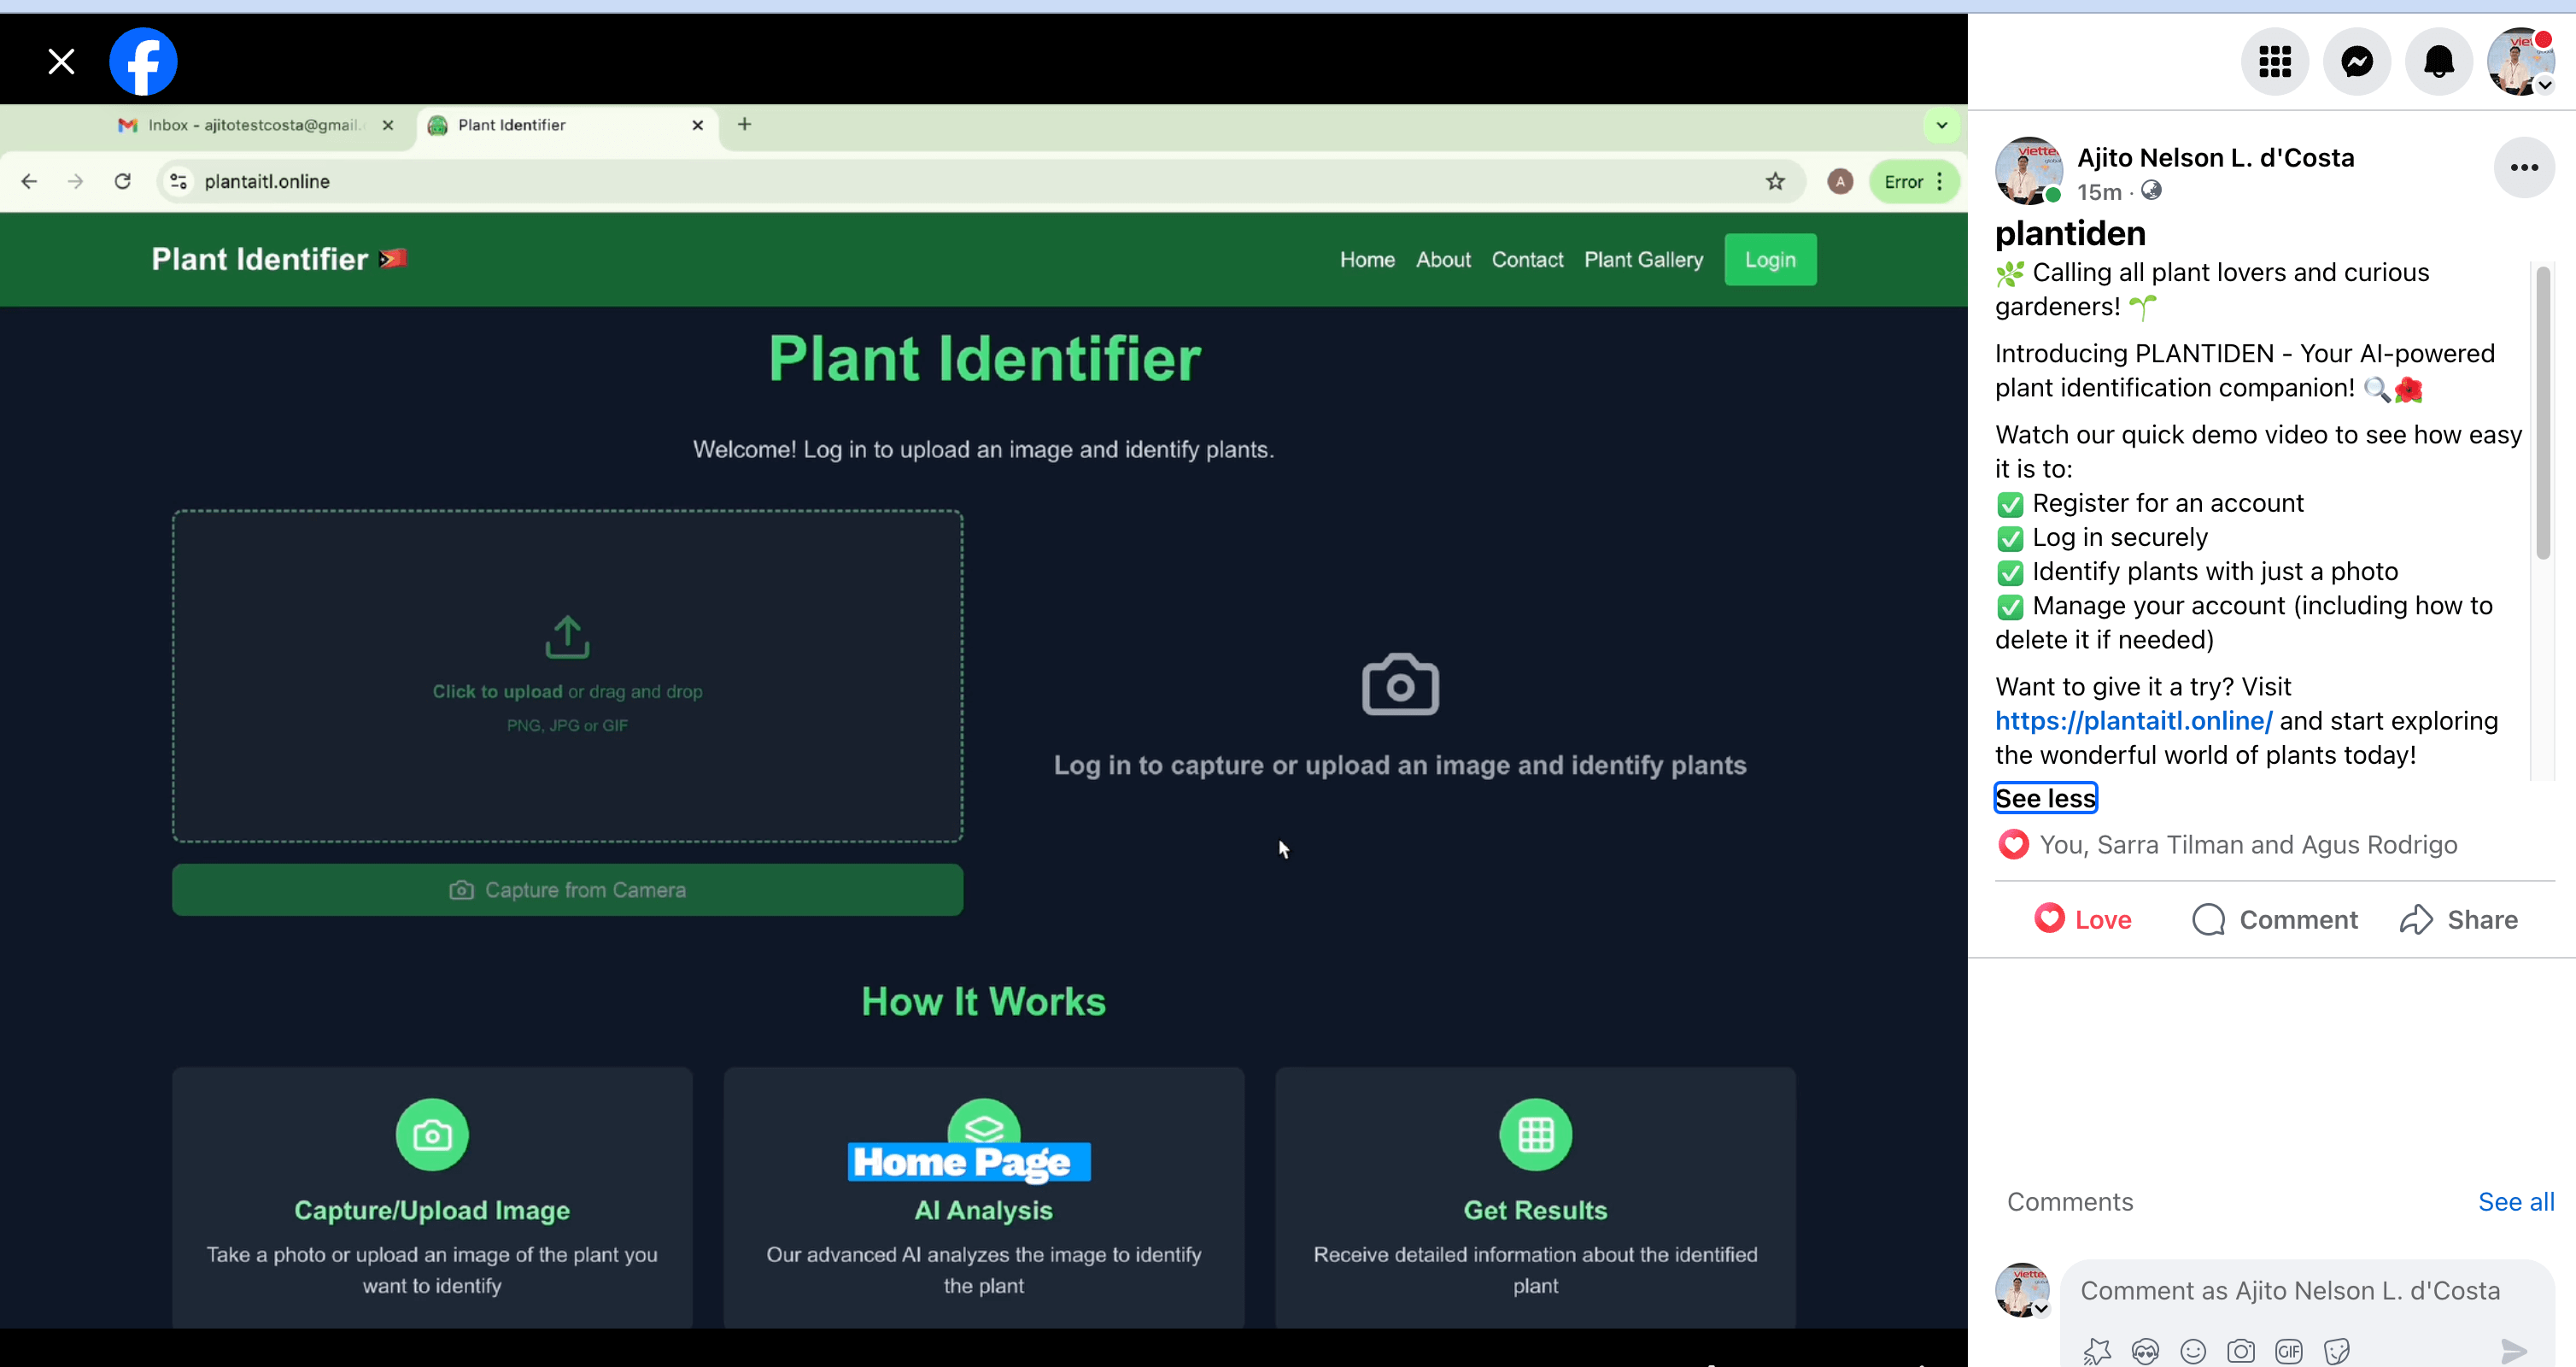 Inbox - ajitotestcosta@gmail.
Plant Identifier
plantaitl.online
A
Error
Plant Identifier
Home
About
Contact
Plant Gallery
Login
Plant Identifier
Welcome! Log in to upload an image and identify plants.
Click to upload or drag and drop
PNG, JPG or GIF
Capture from Camera
Log in to capture or upload an image and identify plants
How It Works
Capture/Upload Image
Take a photo or upload an image of the plant you
want to identify
Home Page
AI Analysis
Our advanced AI analyzes the image to identify
the plant
Get Results
Receive detailed information about the identified
plant
Ajito Nelson L. d'Costa
15m ·
plantiden
🌿 Calling all plant lovers and curious
gardeners! 🌱
Introducing PLANTIDEN - Your AI-powered
plant identification companion! 🔍🌺
Watch our quick demo video to see how easy
it is to:
✅ Register for an account
✅ Log in securely
✅ Identify plants with just a photo
✅ Manage your account (including how to
delete it if needed)
Want to give it a try? Visit
https://plantaitl.online/ and start exploring
the wonderful world of plants today!
See less
You, Sarra Tilman and Agus Rodrigo
Love
Comment
Share
Comments
See all
Comment as Ajito Nelson L. d'Costa
GIF